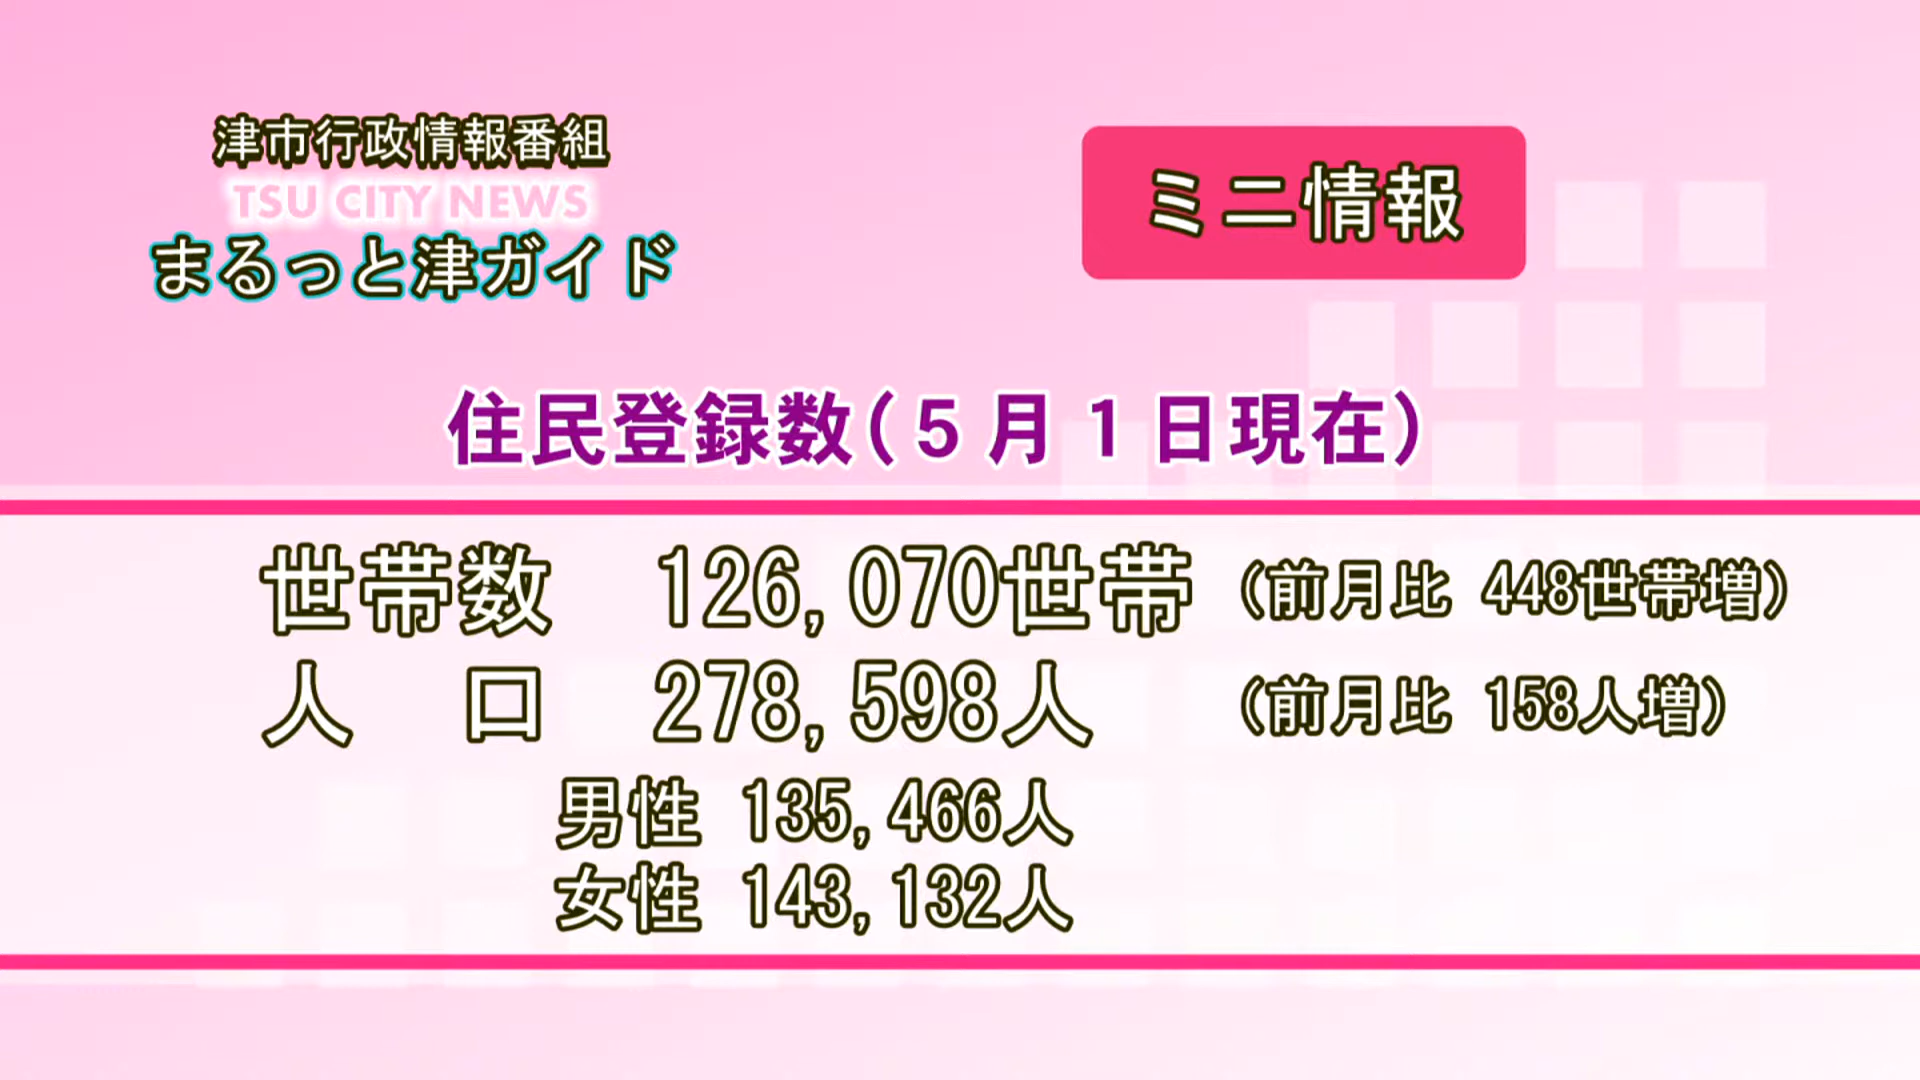 津市行政情報番組
TSU CITY NEWS
まるっと津ガイド
ミニ情報
住民登録数(５月１日現在)
世帯数 126,070世帯 (前月比 448世帯増)
人口 278,598人 (前月比 158人増)
男性 135,466人
女性 143,132人